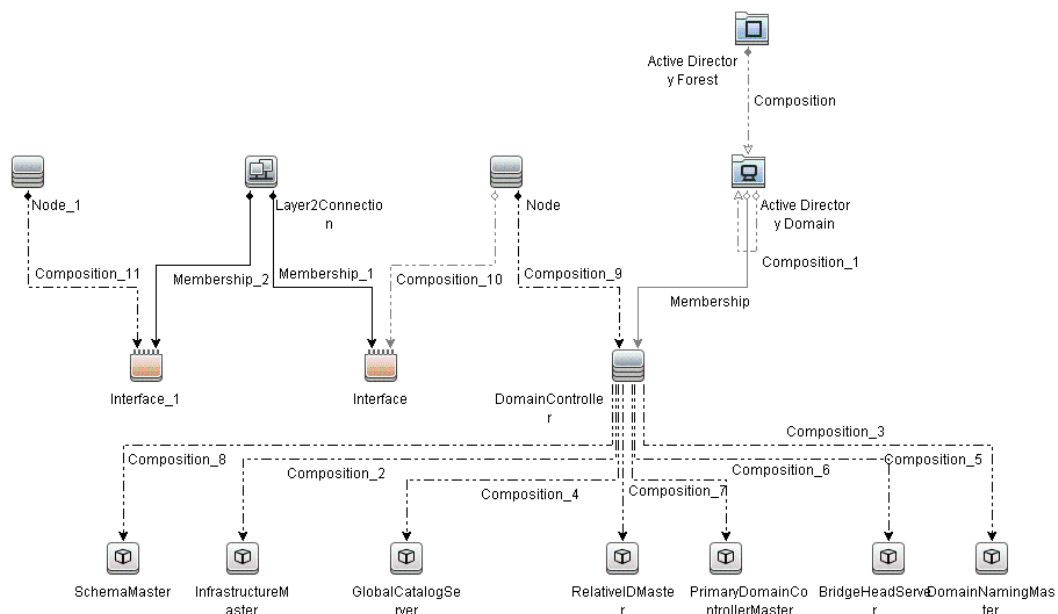 Active Director
y Forest
Composition
Node_1
Layer2Connectio
n
Node
Active Director
y Domain
Composition_11
Membership_2
Membership_1
Composition_10
Composition_9
Composition_1
Membership
Interface_1
Interface
DomainControlle
r
Composition_3
Composition_8
Composition_2
Composition_6
Composition_5
Composition_4
Composition_7
SchemaMaster
InfrastructureM
aster
GlobalCatalogSe
rver
RelativeIDMaste
r
PrimaryDomainCo
ntrollerMaster
BridgeHeadServe
r
DomainNamingMas
ter